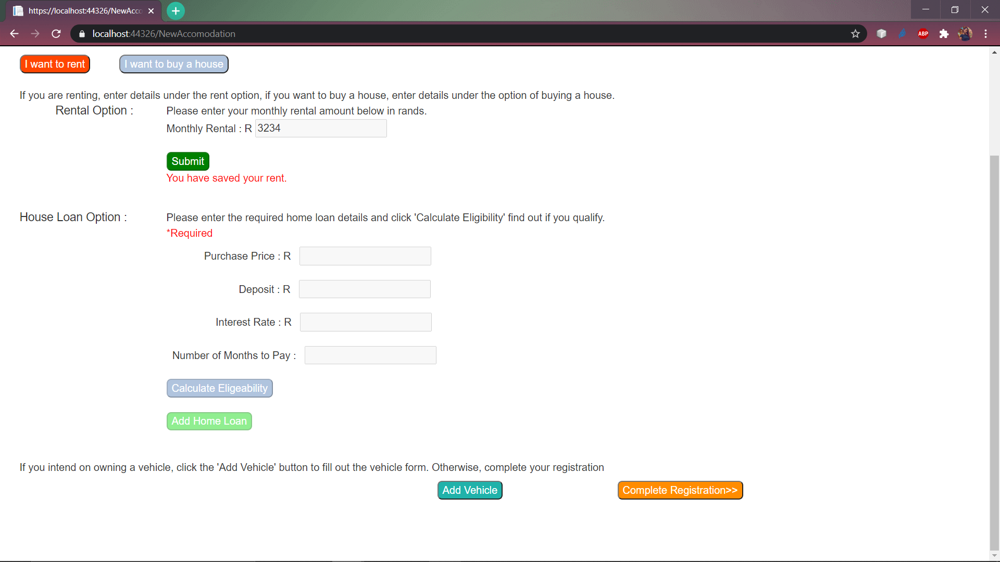 https://localhost:44326/NewAcco
localhost:44326/NewAccomodation
ABP
I want to rent
I want to buy a house
If you are renting, enter details under the rent option, if you want to buy a house, enter details under the option of buying a house.
Rental Option :
Please enter your monthly rental amount below in rands.
Monthly Rental : R 3234
Submit
You have saved your rent.
House Loan Option :
Please enter the required home loan details and click 'Calculate Eligibility' find out if you qualify.
*Required
Purchase Price : R
Deposit : R
Interest Rate : R
Number of Months to Pay :
Calculate Eligeability
Add Home Loan
If you intend on owning a vehicle, click the 'Add Vehicle' button to fill out the vehicle form. Otherwise, complete your registration
Add Vehicle
Complete Registration>>